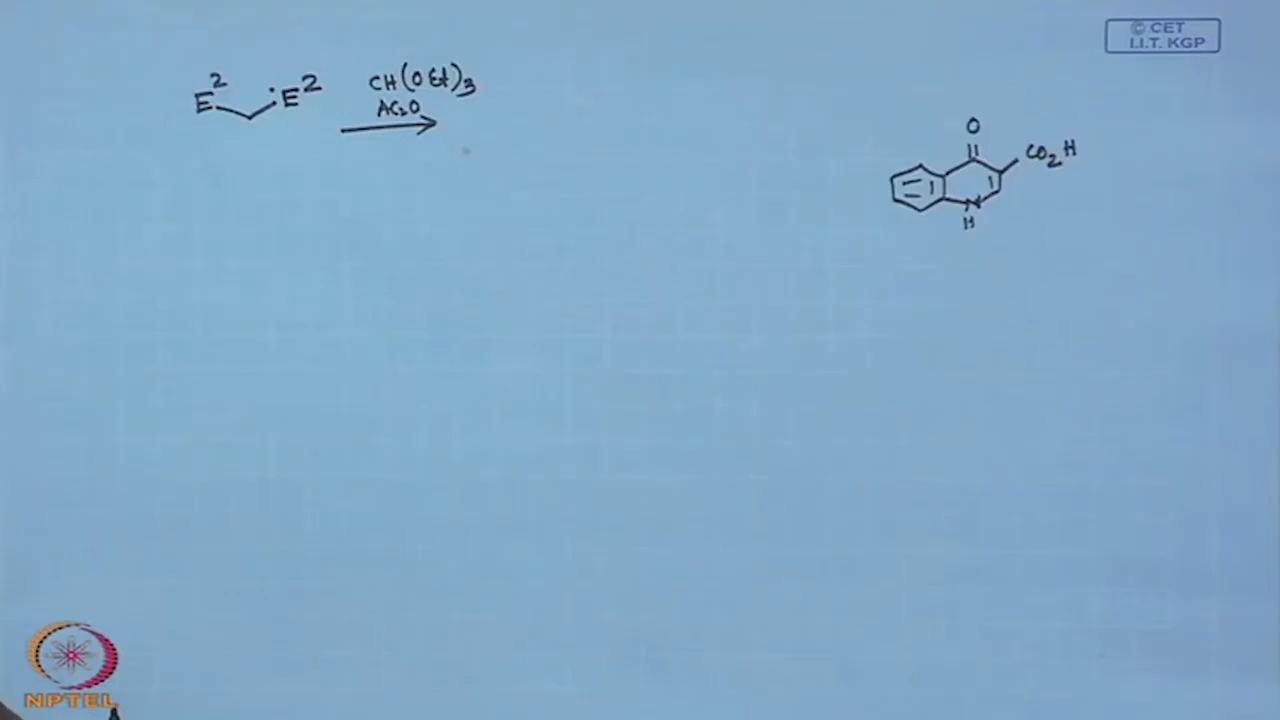 © CET
I.I.T. KGP
E² E²
CH(OEt)₃
AC₂O
O
CO₂H
N
H
NPTEL